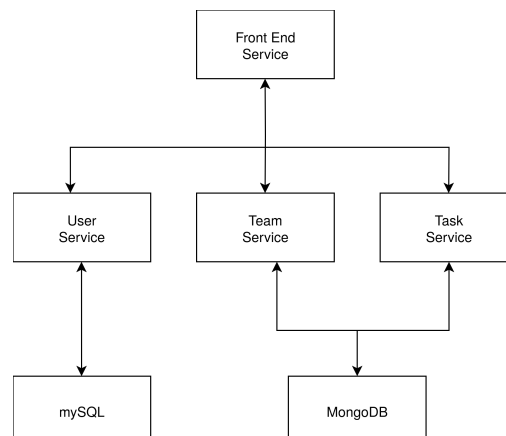 Front End
Service
User
Service
Team
Service
Task
Service
mySQL
MongoDB